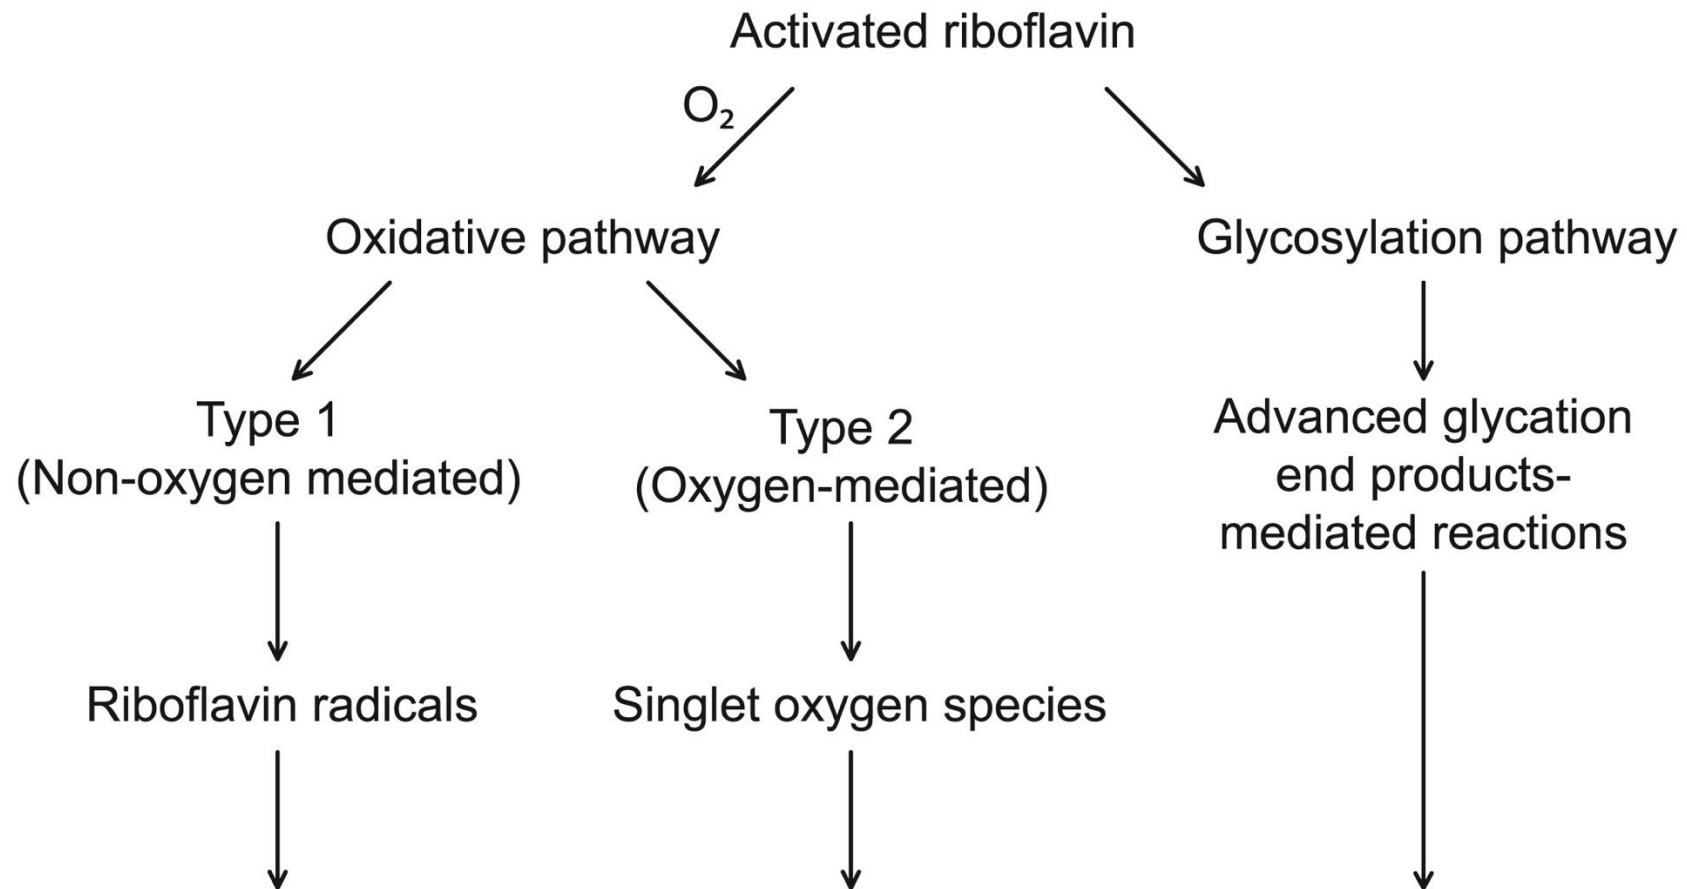 Activated riboflavin
O₂
Oxidative pathway
Glycosylation pathway
Type 1
(Non-oxygen mediated)
Type 2
(Oxygen-mediated)
Advanced glycation
end products-
mediated reactions
Riboflavin radicals
Singlet oxygen species